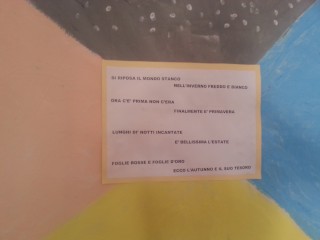 SI RIPOSA IL MONDO STANCO
NELL'INVERNO FREDDO E BIANCO
ORA C'E' PRIMA NON C'ERA
FINALMENTE E' PRIMAVERA
LUNGHI DI' NOTTI INCANTATE
E' BELLISSIMA L'ESTATE
FOGLIE ROSSE E FOGLIE D'ORO
ECCO L'AUTUNNO E IL SUO TESORO